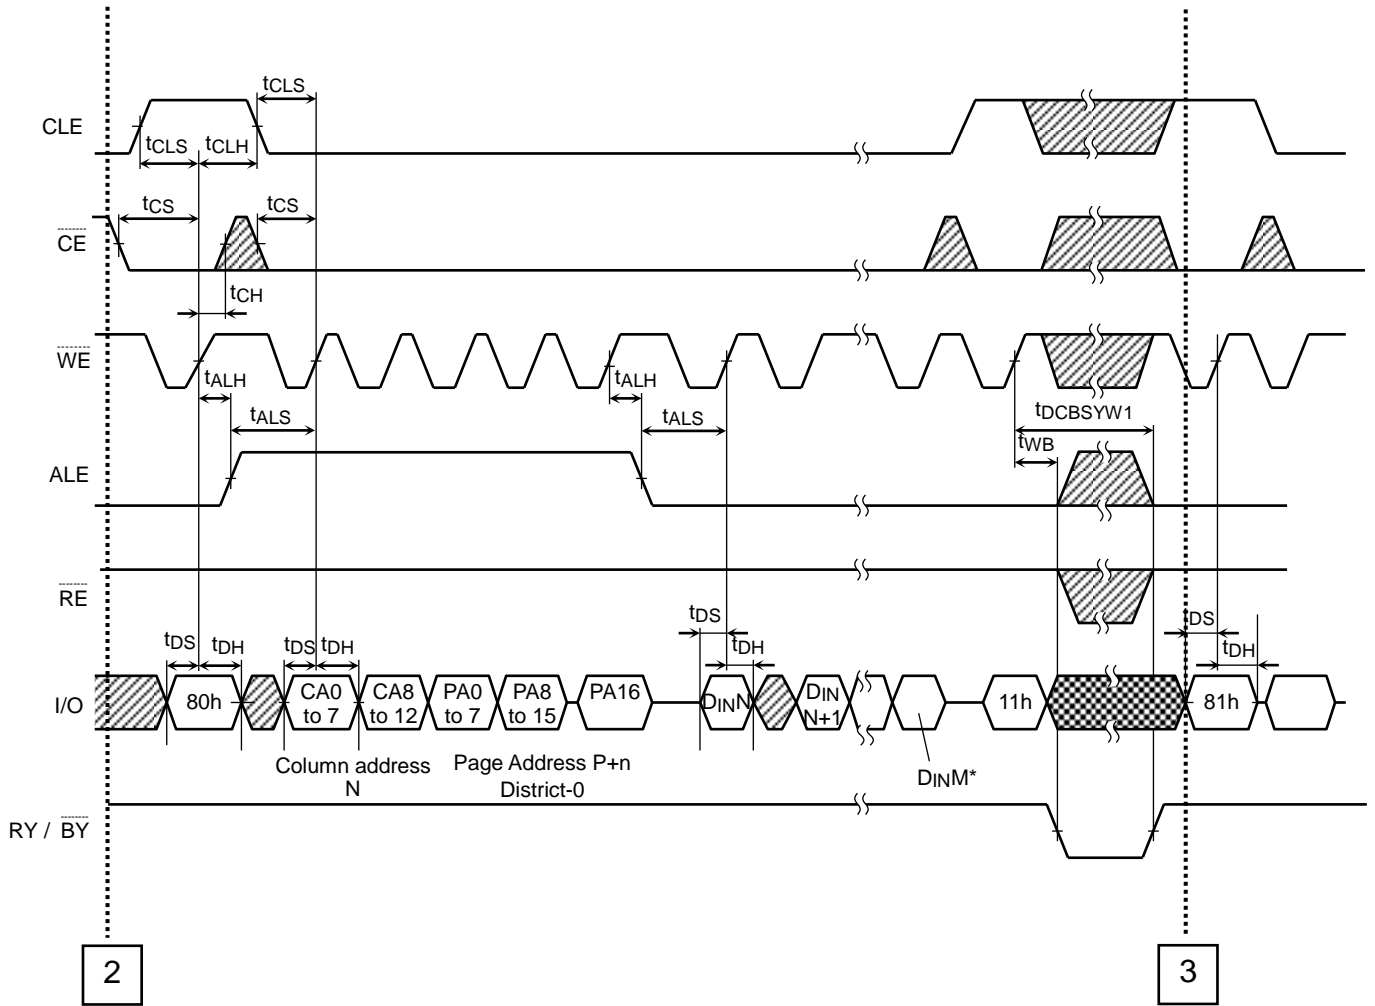 tCLS
CLE
tCLS tCLH
tCS tCS
CE
tCH
WE
tALH tALH
tALS tALS tDCBSYW1
tWB
ALE
RE
tDS tDH tDS tDH tDS tDH tDS tDH
I/O 80h CA0 to 7 CA8 to 12 PA0 to 7 PA8 to 15 PA16 DINN DIN N+1 11h 81h
DINM*
Column address
N
Page Address P+n
District-0
RY / BY
2 3